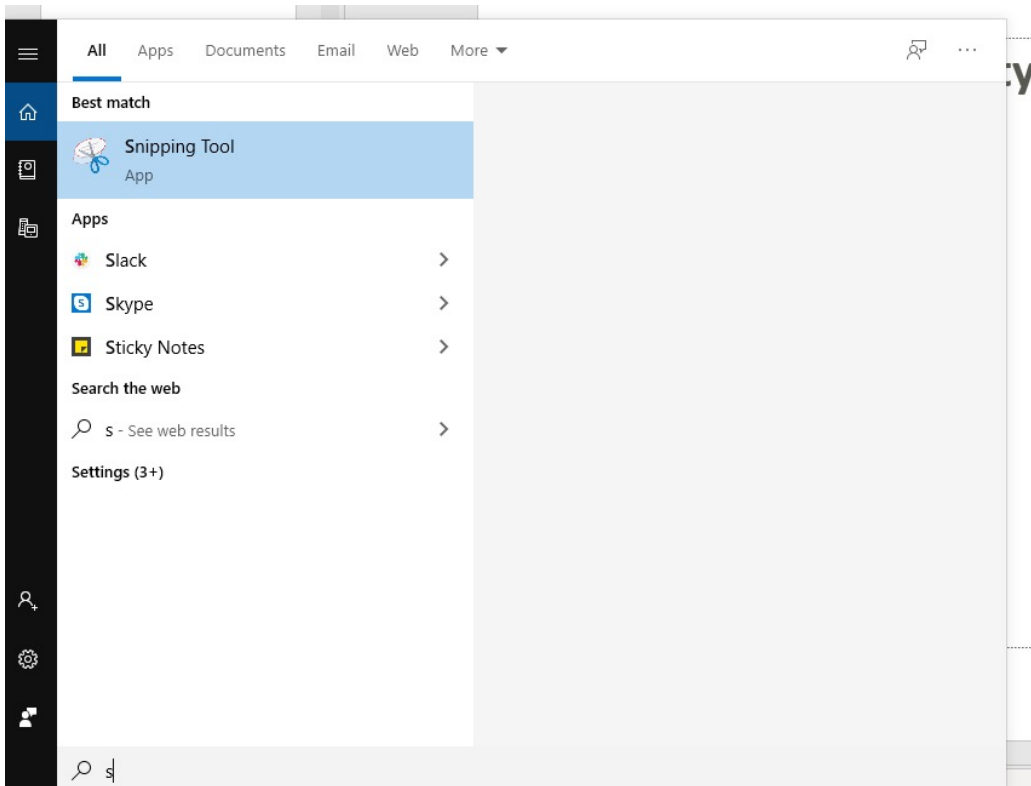 All Apps Documents Email Web More
Best match
Snipping Tool
App
Apps
Slack
Skype
Sticky Notes
Search the web
s - See web results
Settings (3+)
s